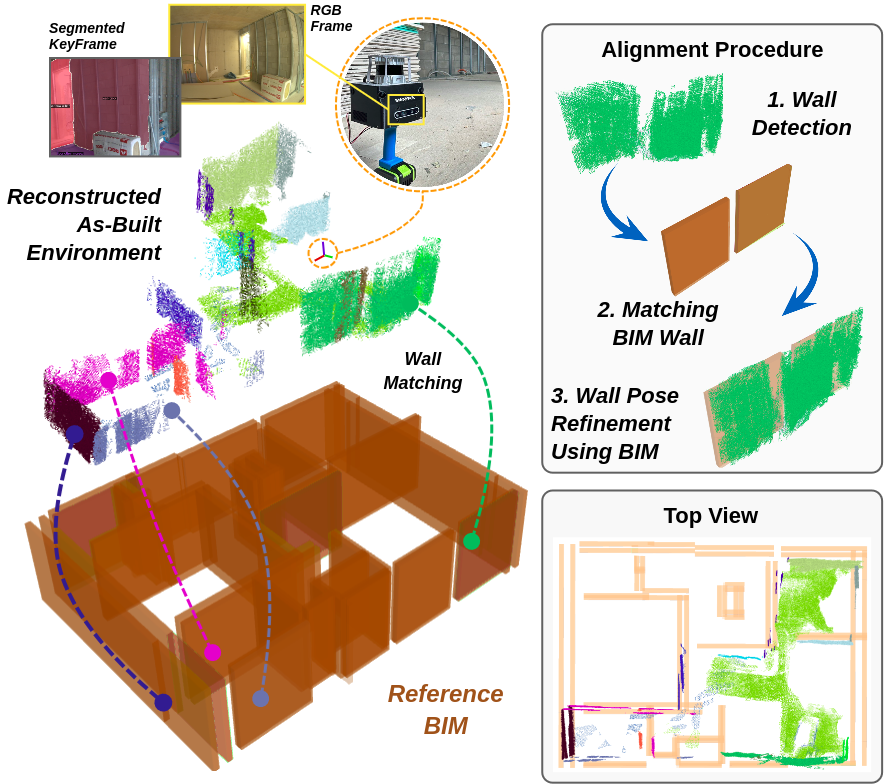 Segmented
KeyFrame
RGB
Frame
Reconstructed
As-Built
Environment
Wall
Matching
Reference
BIM
Alignment Procedure
1. Wall
Detection
2. Matching
BIM Wall
3. Wall Pose
Refinement
Using BIM
Top View